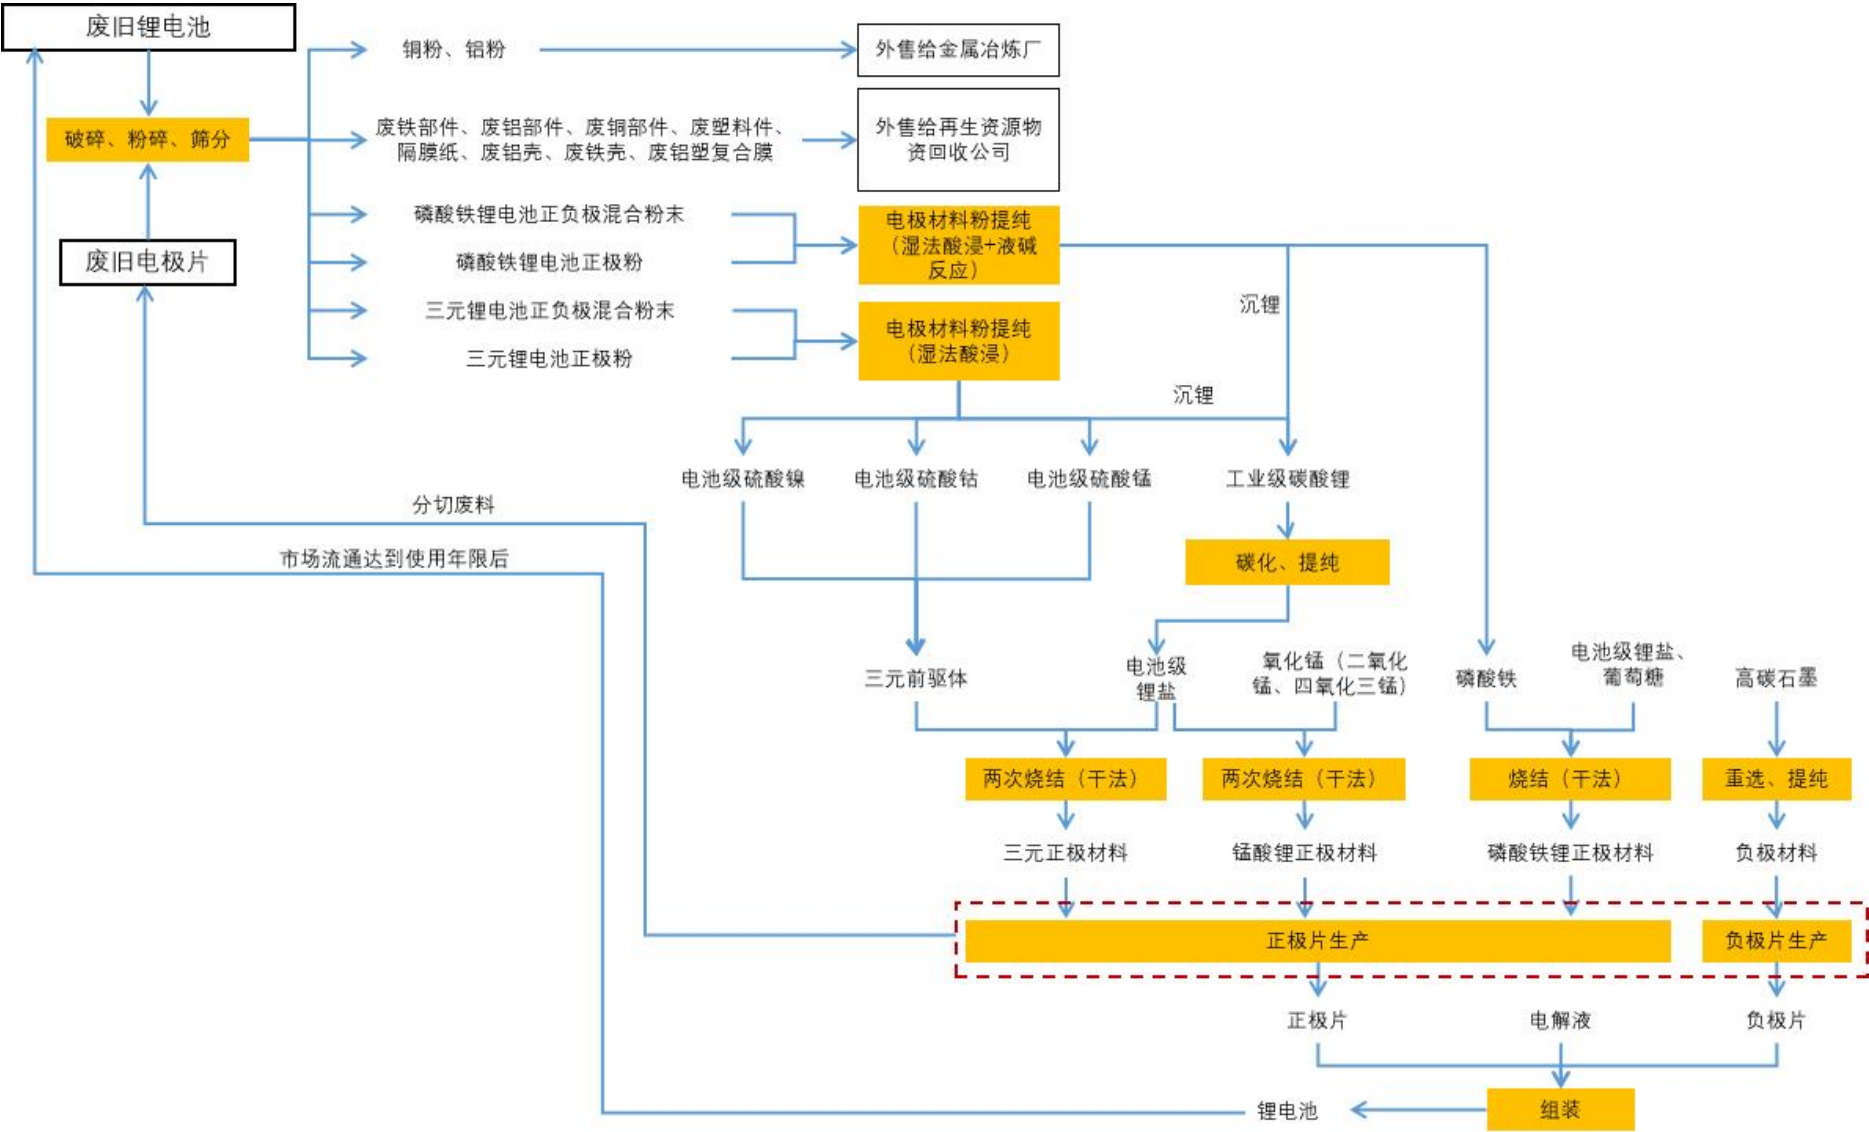 废旧锂电池
铜粉、铝粉
外售给金属冶炼厂
破碎、粉碎、筛分
废铁部件、废铝部件、废铜部件、废塑料件、
隔膜纸、废铝壳、废铁壳、废铝塑复合膜
外售给再生资源物
资回收公司
磷酸铁锂电池正负极混合粉末
电极材料粉提纯
（湿法酸浸+液碱
反应）
废旧电极片
磷酸铁锂电池正极粉
三元锂电池正负极混合粉末
沉锂
电极材料粉提纯
（湿法酸浸）
三元锂电池正极粉
沉锂
电池级硫酸镍
电池级硫酸钴
电池级硫酸锰
工业级碳酸锂
分切废料
市场流通达到使用年限后
碳化、提纯
三元前驱体
电池级
锂盐
氧化锰（二氧化
锰、四氧化三锰）
磷酸铁
电池级锂盐、
葡萄糖
高碳石墨
两次烧结（干法）
两次烧结（干法）
烧结（干法）
重选、提纯
三元正极材料
锰酸锂正极材料
磷酸铁锂正极材料
负极材料
正极片生产
负极片生产
正极片
电解液
负极片
锂电池
组装